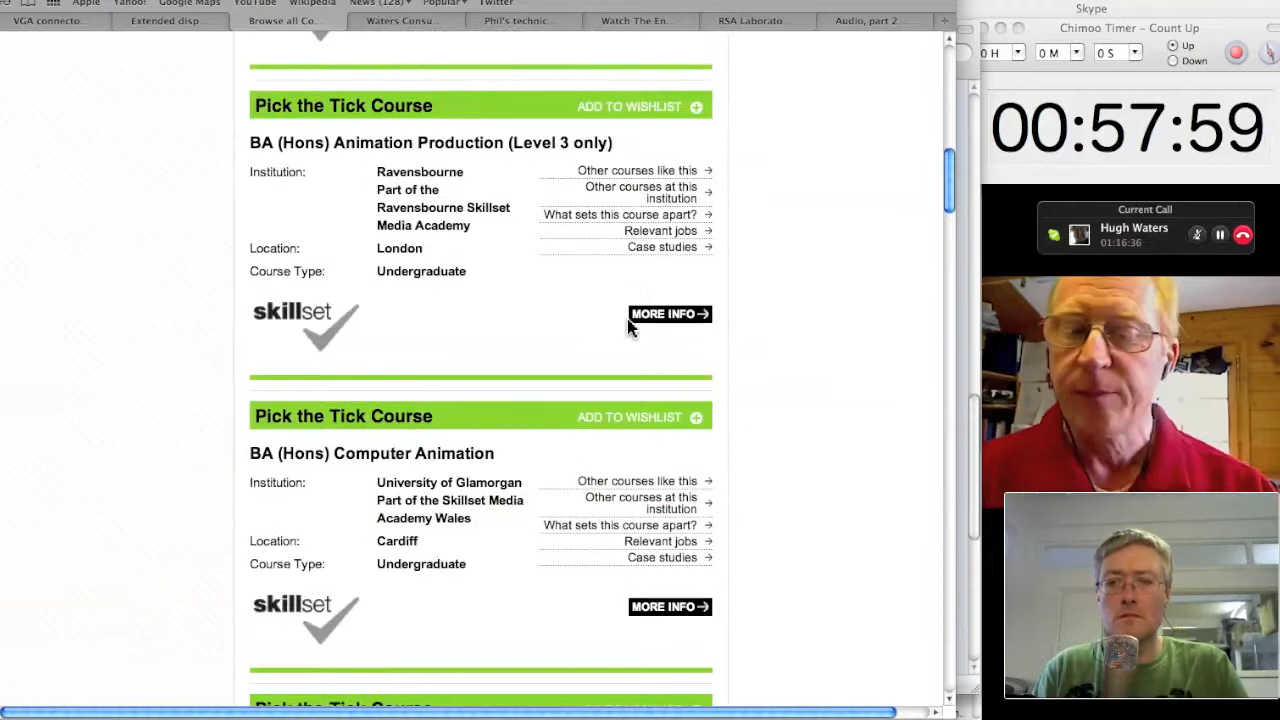 Apple Yahoo! Google Maps YouTube Wikipedia News (128) Popular Twitter
VGA connecto... Extended disp... Browse all Co... Waters Consu... Phil's technic... Watch The En... RSA Laborato... Audio, part 2 ...
Skype
Chimoo Timer – Count Up
0 H 0 M 0 S Up
Down
00:57:59
Current Call
Hugh Waters
01:16:36
Pick the Tick Course ADD TO WISHLIST
BA (Hons) Animation Production (Level 3 only)
Institution: Ravensbourne
Part of the
Ravensbourne Skillset
Media Academy
Location: London
Course Type: Undergraduate
Other courses like this →
Other courses at this
institution →
What sets this course apart? →
Relevant jobs →
Case studies →
skillset
MORE INFO→
Pick the Tick Course ADD TO WISHLIST
BA (Hons) Computer Animation
Institution: University of Glamorgan
Part of the Skillset Media
Academy Wales
Location: Cardiff
Course Type: Undergraduate
Other courses like this →
Other courses at this
institution →
What sets this course apart? →
Relevant jobs →
Case studies →
skillset
MORE INFO→
Pick the Tick Course